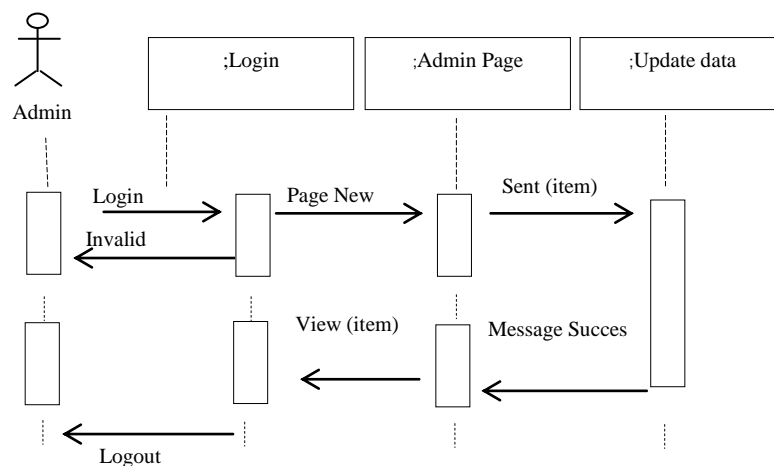 ;Login
;Admin Page
;Update data
Admin
Login
Page New
Sent (item)
Invalid
View (item)
Message Succes
Logout